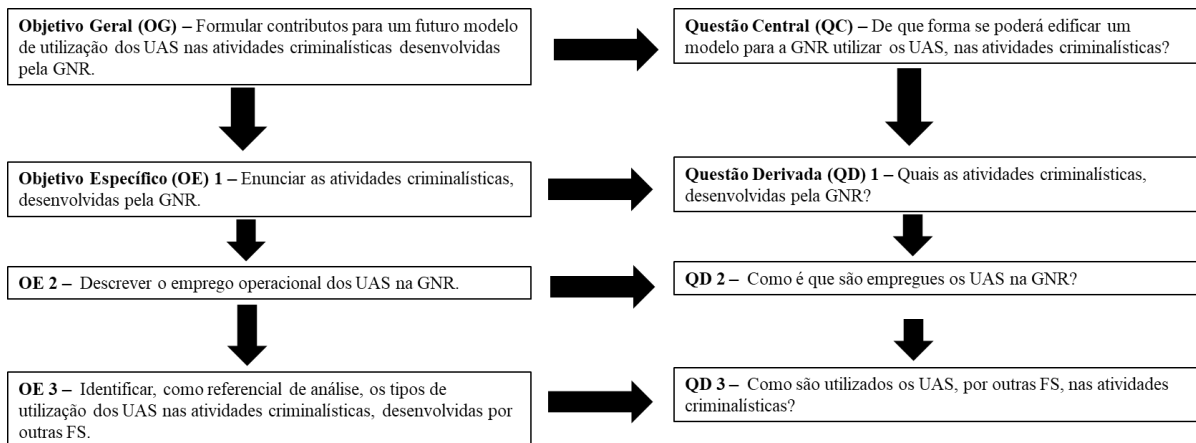 Objetivo Geral (OG) – Formular contributos para um futuro modelo
de utilização dos UAS nas atividades criminalísticas desenvolvidas
pela GNR.
Questão Central (QC) – De que forma se poderá edificar um
modelo para a GNR utilizar os UAS, nas atividades criminalísticas?
Objetivo Específico (OE) 1 – Enunciar as atividades criminalísticas,
desenvolvidas pela GNR.
Questão Derivada (QD) 1 – Quais as atividades criminalísticas,
desenvolvidas pela GNR?
OE 2 – Descrever o emprego operacional dos UAS na GNR.
QD 2 – Como é que são empregues os UAS na GNR?
OE 3 – Identificar, como referencial de análise, os tipos de
utilização dos UAS nas atividades criminalísticas, desenvolvidas por
outras FS.
QD 3 – Como são utilizados os UAS, por outras FS, nas atividades
criminalísticas?